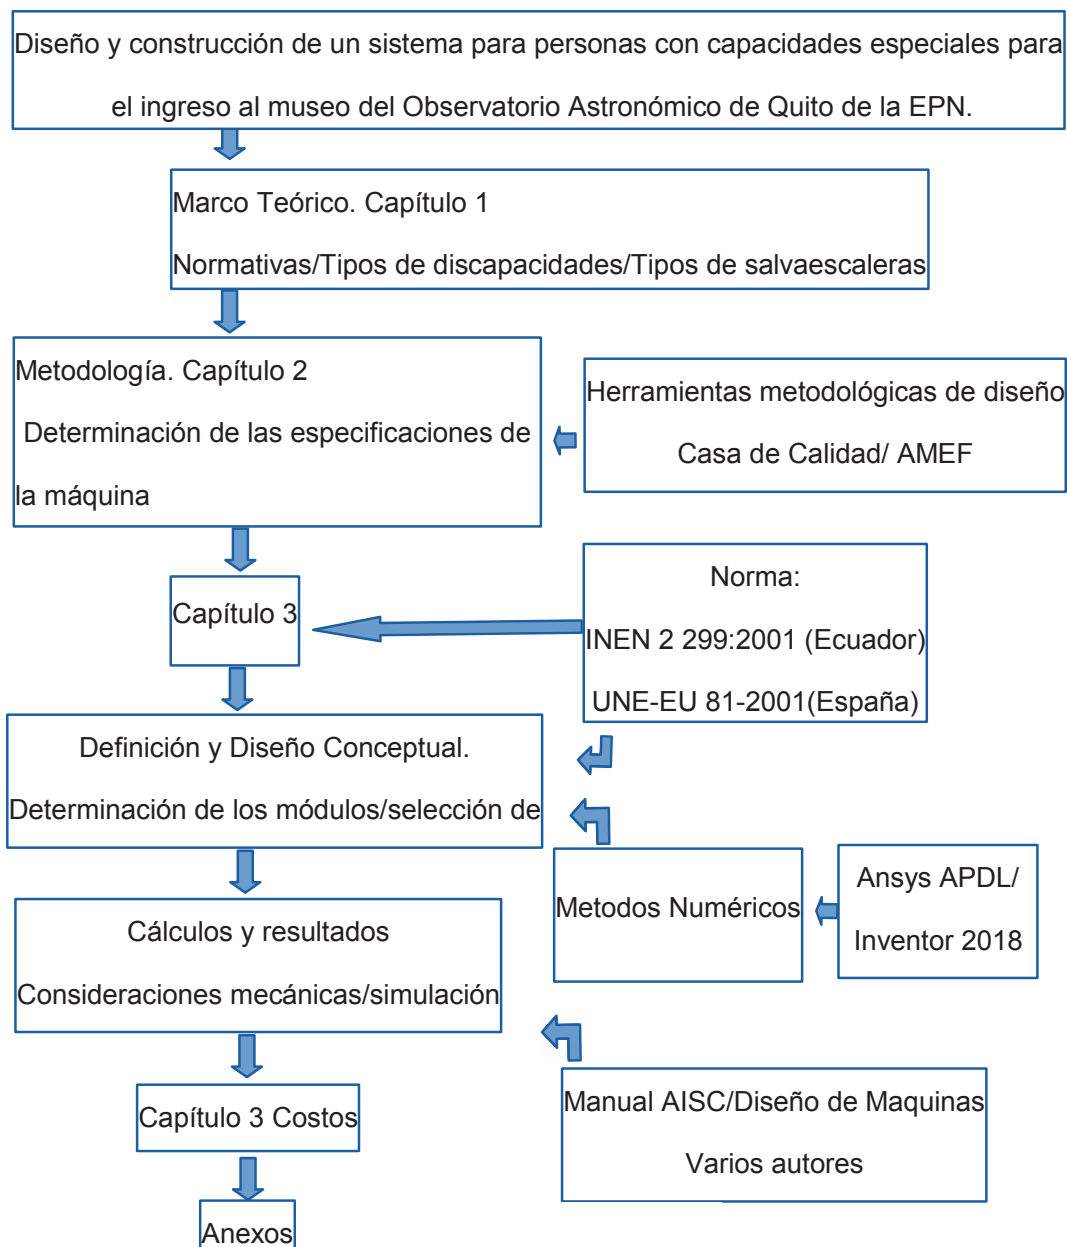 Diseño y construcción de un sistema para personas con capacidades especiales para
el ingreso al museo del Observatorio Astronómico de Quito de la EPN.
Marco Teórico. Capítulo 1
Normativas/Tipos de discapacidades/Tipos de salvaescaleras
Metodología. Capítulo 2
Determinación de las especificaciones de
la máquina
Herramientas metodológicas de diseño
Casa de Calidad/ AMEF
Capítulo 3
Norma:
INEN 2 299:2001 (Ecuador)
UNE-EU 81-2001(España)
Definición y Diseño Conceptual.
Determinación de los módulos/selección de
Metodos Numéricos
Ansys APDL/
Inventor 2018
Cálculos y resultados
Consideraciones mecánicas/simulación
Manual AISC/Diseño de Maquinas
Varios autores
Capítulo 3 Costos
Anexos